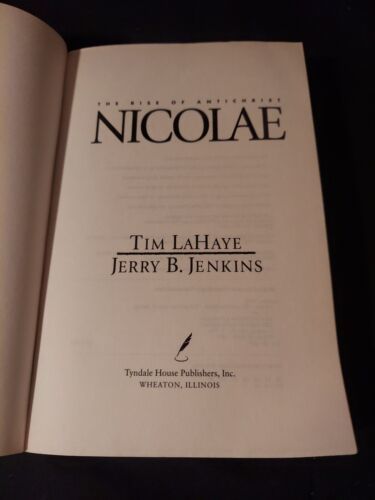 THE RISE OF ANTICHRIST
NICOLAE
TIM LAHAYE
JERRY B. JENKINS
Tyndale House Publishers, Inc.
WHEATON, ILLINOIS